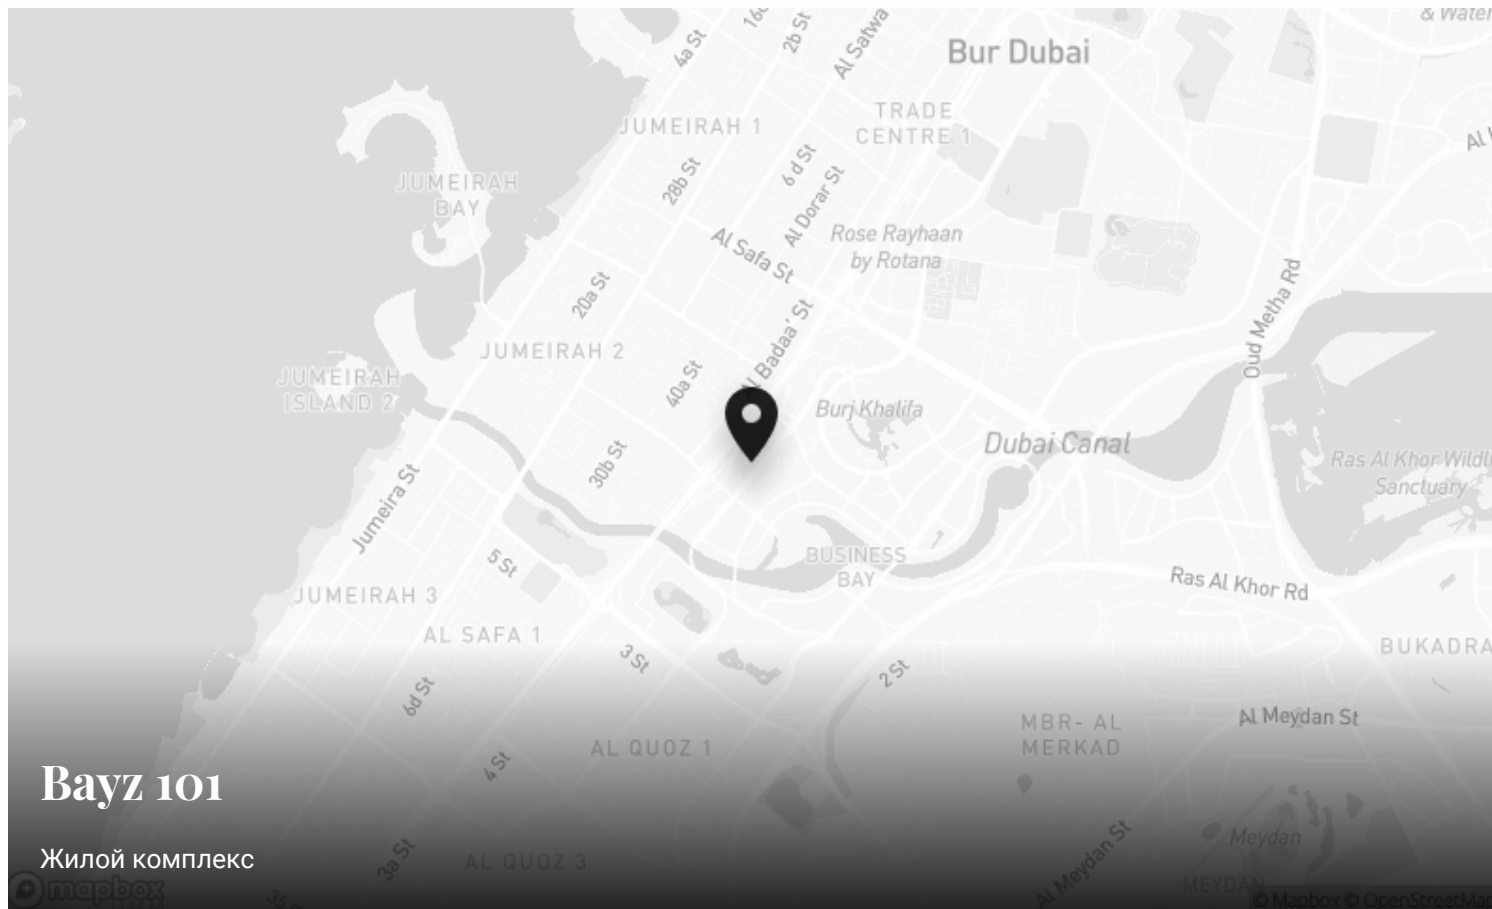 & Water
16c
2b St
4a St
Al Satwa
Bur Dubai
TRADE
CENTRE 1
JUMEIRAH 1
6 d St
28b St
Al Dorar St
JUMEIRAH
BAY
Al Safa St
Rose Rayhaan
by Rotana
20a St
Al Badaa' St
Oud Metha Rd
JUMEIRAH 2
40a St
JUMEIRAH
ISLAND 2
Burj Khalifa
Dubai Canal
30b St
Jumeira St
Ras Al Khor Wildl
Sanctuary
5 St
BUSINESS
BAY
Ras Al Khor Rd
JUMEIRAH 3
AL SAFA 1
3 St
2 St
BUKADRA
6d St
MBR- AL
MERKAD
Al Meydan St
AL QUOZ 1
4 St
Bayz 101
Meydan
Жилой комплекс
3a St
AL QUOZ 3
Al Meydan St
MEYDAN
mapbox
© Mapbox © OpenStreetMap